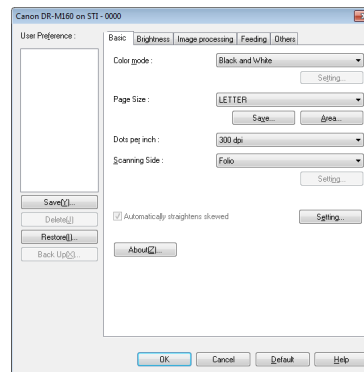 Canon DR-M160 on STI - 0000
User Preference :
Save(Y)...
Delete(J)
Restore(I)...
Back Up(X)...
Basic Brightness Image processing Feeding Others
Color mode : Black and White
Setting...
Page Size : LETTER
Save... Area...
Dots per inch : 300 dpi
Scanning Side : Folio
Setting...
Automatically straightens skewed Setting...
About(Z)...
OK Cancel Default Help